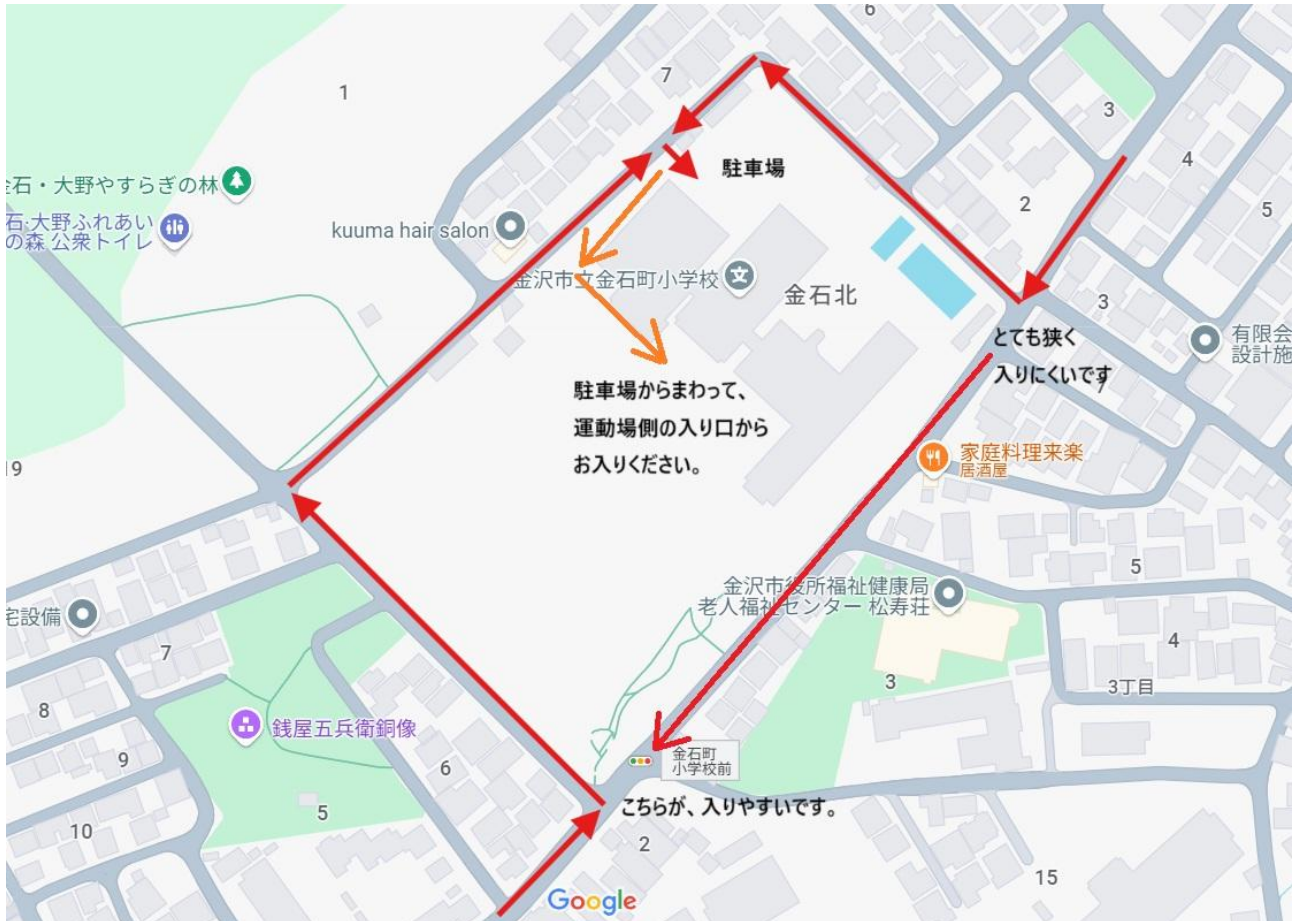 6
7
1
3
4
駐車場
金石・大野やすらぎの林
2
5
石・大野ふれあい
の森 公衆トイレ
kuuma hair salon
金沢市立金石町小学校
文
金石北
3
とても狭く
入りにくいです
有限会
設計施
1
駐車場からまわって、
運動場側の入り口から
お入りください。
家庭料理来楽
居酒屋
19
5
金沢市役所福祉健康局
老人福祉センター 松寿荘
宅設備
7
4
3
3丁目
8
銭屋五兵衛銅像
金石町
小学校前
9
6
こちらが、入りやすいです。
5
10
2
15
Google